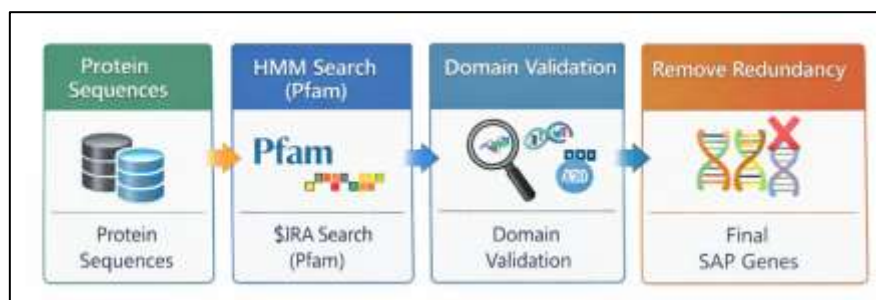 Protein
Sequences
HMM Search
(Pfam)
Domain Validation
Remove Redundancy
Pfam
Protein
Sequences
$IRA Search
(Pfam)
Domain
Validation
Final
SAP Genes